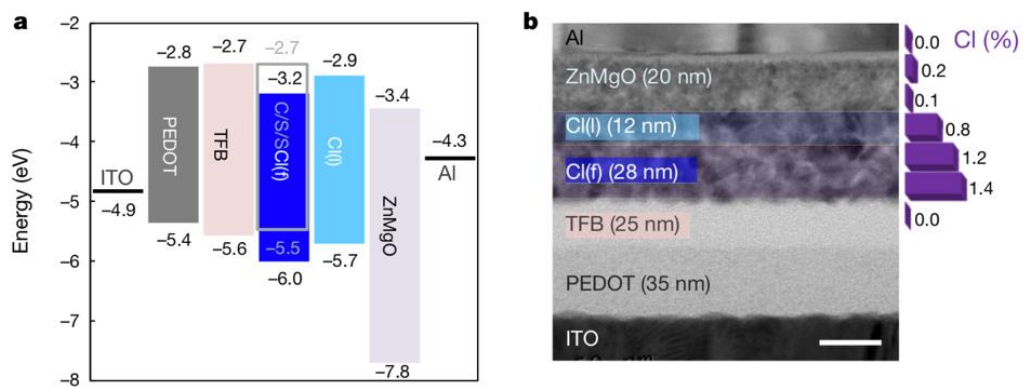 a
Energy (eV)
−2
−3
−4
−5
−6
−7
−8
ITO
−4.9
−2.8
PEDOT
−5.4
−2.7
TFB
−5.6
−2.7
−3.2
C/S/SCl(f)
−5.5
−6.0
−2.9
Cl(l)
−5.7
−3.4
ZnMgO
−7.8
−4.3
Al
b
Al
ZnMgO (20 nm)
Cl(l) (12 nm)
Cl(f) (28 nm)
TFB (25 nm)
PEDOT (35 nm)
ITO
Cl (%)
0.0
0.2
0.1
0.8
1.2
1.4
0.0